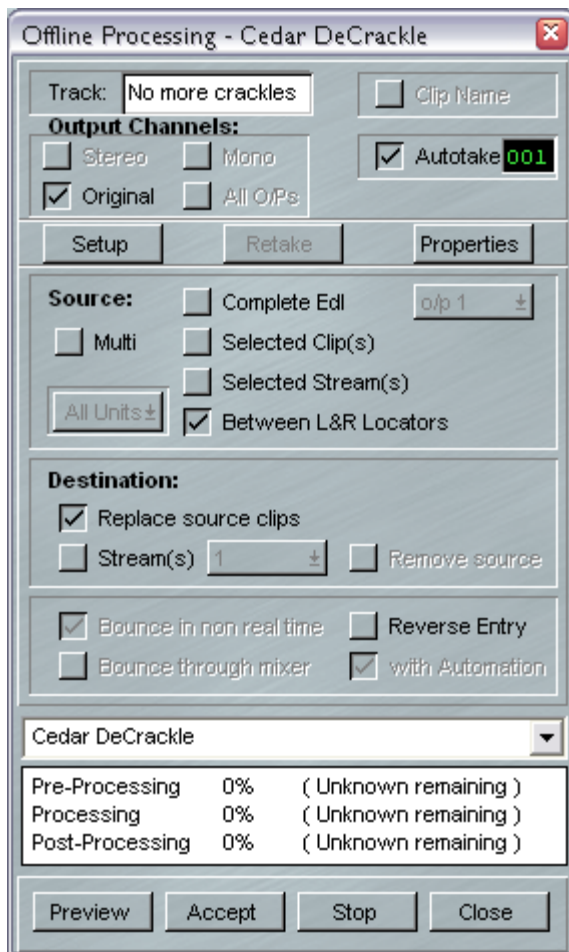 Offline Processing - Cedar DeCrackle
Track: No more crackles
Clip Name
Output Channels:
Stereo Mono
Autotake 001
Original All O/Ps
Setup Retake Properties
Source: Complete Edl o/p 1
Multi Selected Clip(s)
Selected Stream(s)
All Units
Between L&R Locators
Destination:
Replace source clips
Stream(s) 1 Remove source
Bounce in non real time Reverse Entry
Bounce through mixer with Automation
Cedar DeCrackle
Pre-Processing 0% ( Unknown remaining )
Processing 0% ( Unknown remaining )
Post-Processing 0% ( Unknown remaining )
Preview Accept Stop Close